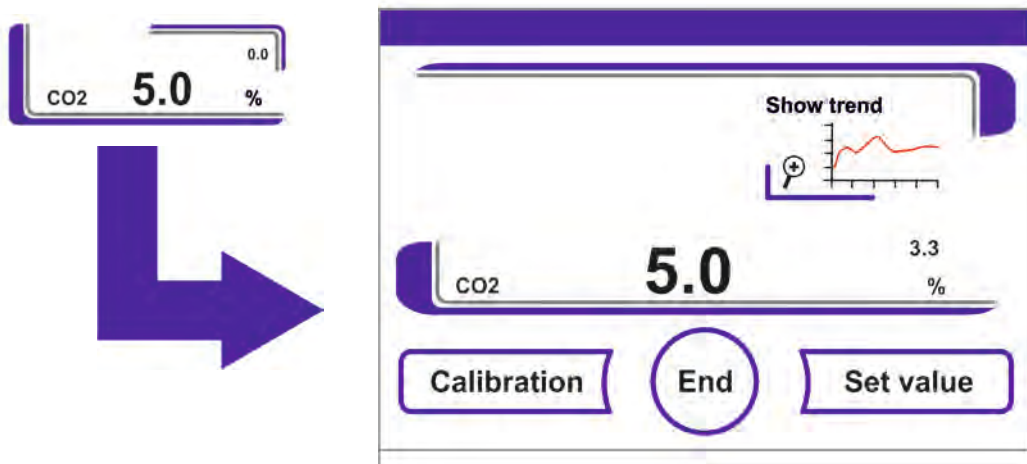 0.0
CO2 5.0 %
Show trend
3.3
CO2 5.0 %
Calibration End Set value